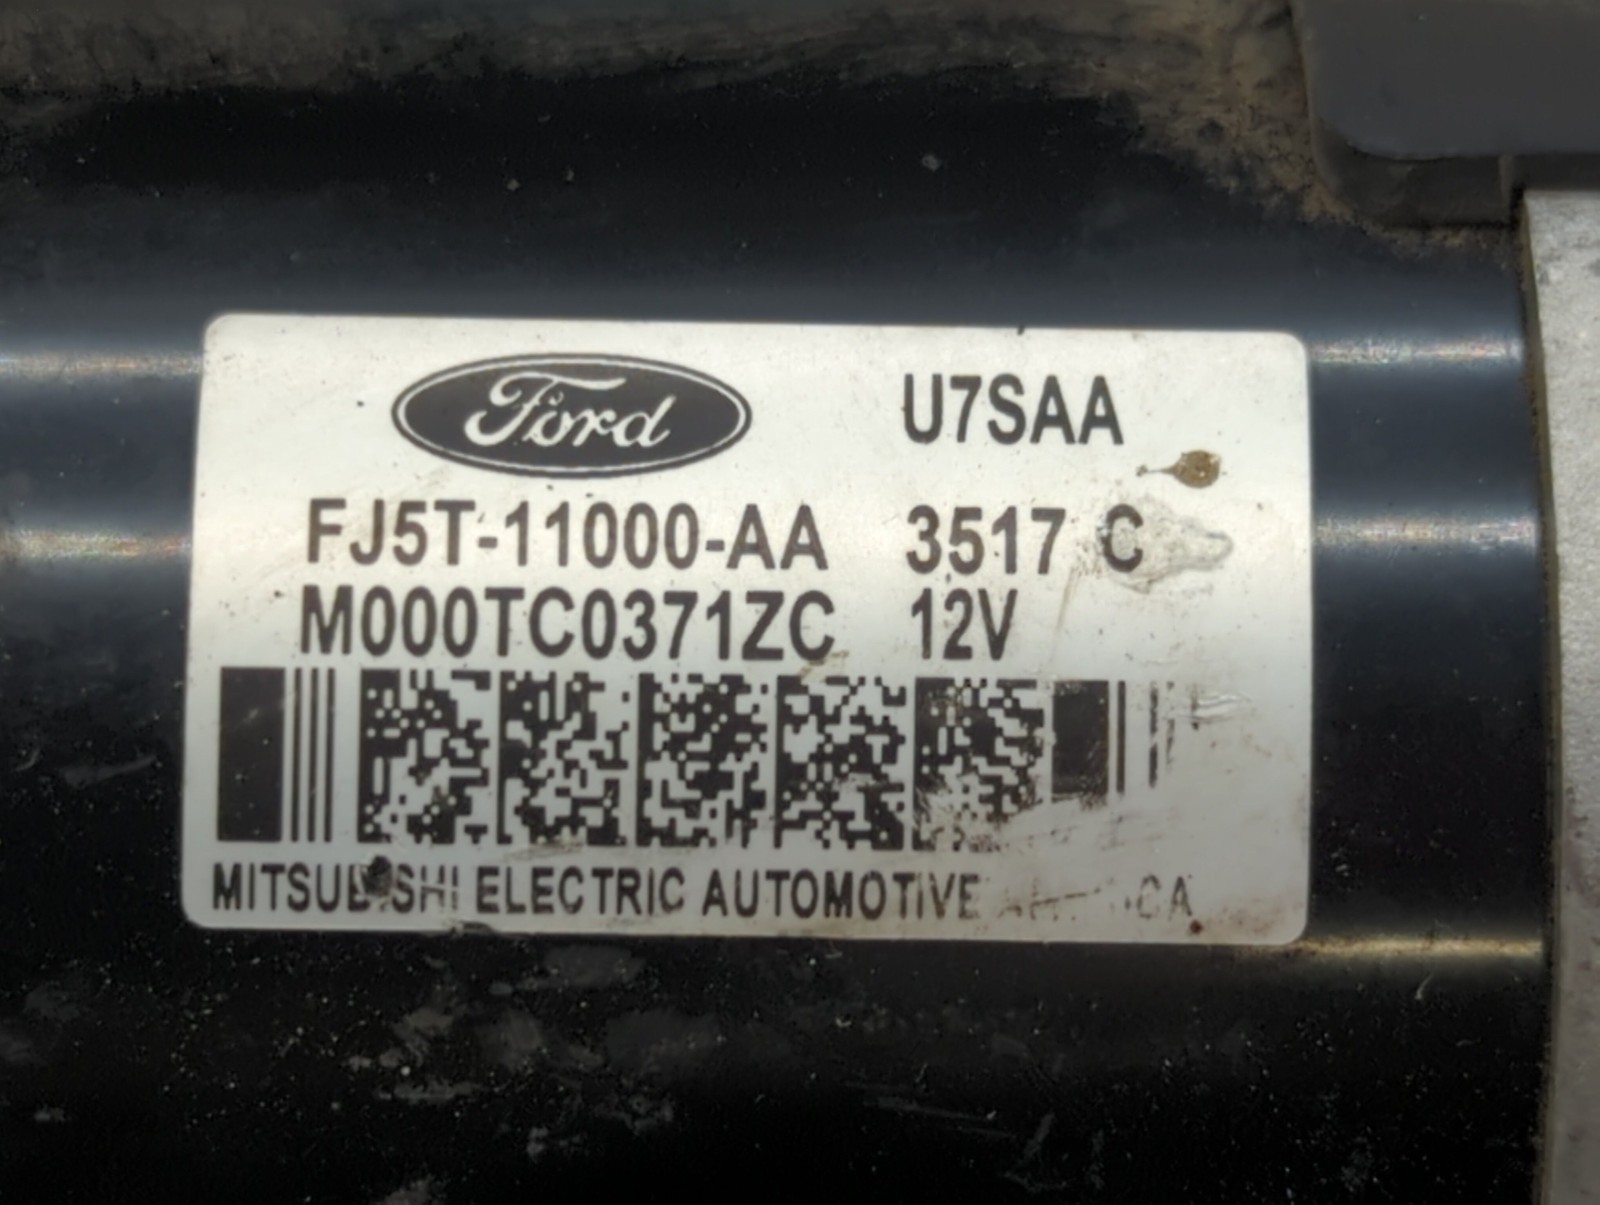 Ford U7SAA
FJ5T-11000-AA 3517 C
M000TC0371ZC 12V
MITSUBISHI ELECTRIC AUTOMOTIVE